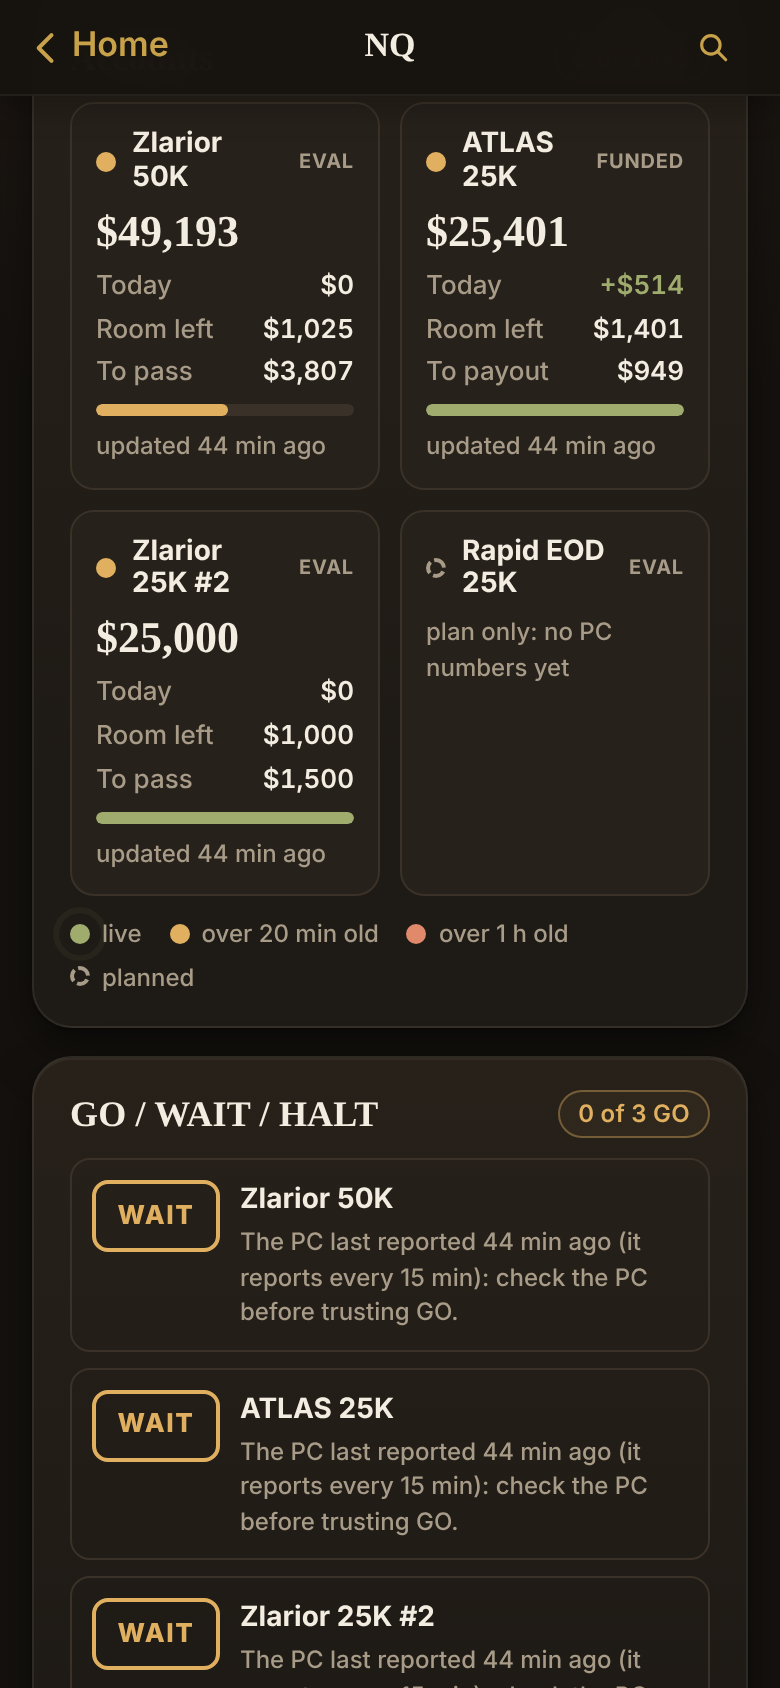 Home
NQ
Zlarior
50K
EVAL
$49,193
Today $0
Room left $1,025
To pass $3,807
updated 44 min ago
ATLAS
25K
FUNDED
$25,401
Today +$514
Room left $1,401
To payout $949
updated 44 min ago
Zlarior
25K #2
EVAL
$25,000
Today $0
Room left $1,000
To pass $1,500
updated 44 min ago
Rapid EOD
25K
EVAL
plan only: no PC
numbers yet
live over 20 min old over 1 h old
planned
GO / WAIT / HALT
0 of 3 GO
WAIT
Zlarior 50K
The PC last reported 44 min ago (it
reports every 15 min): check the PC
before trusting GO.
WAIT
ATLAS 25K
The PC last reported 44 min ago (it
reports every 15 min): check the PC
before trusting GO.
WAIT
Zlarior 25K #2
The PC last reported 44 min ago (it